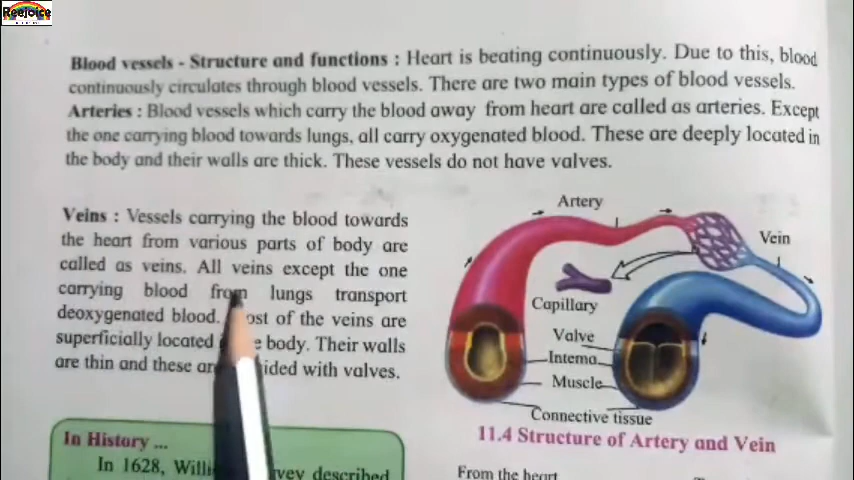 Reejoice
Blood vessels - Structure and functions : Heart is beating continuously. Due to this, blood
continuously circulates through blood vessels. There are two main types of blood vessels.
Arteries : Blood vessels which carry the blood away from heart are called as arteries. Except
the one carrying blood towards lungs, all carry oxygenated blood. These are deeply located in
the body and their walls are thick. These vessels do not have valves.
Veins : Vessels carrying the blood towards
the heart from various parts of body are
called as veins. All veins except the one
carrying blood from lungs transport
deoxygenated blood. of the veins are
superficially located body. Their walls
are thin and these with valves.
Artery
Vein
Capillary
Valve
Intema
Muscle
Connective tissue
11.4 Structure of Artery and Vein
In History ...
In 1628, described
From the heart